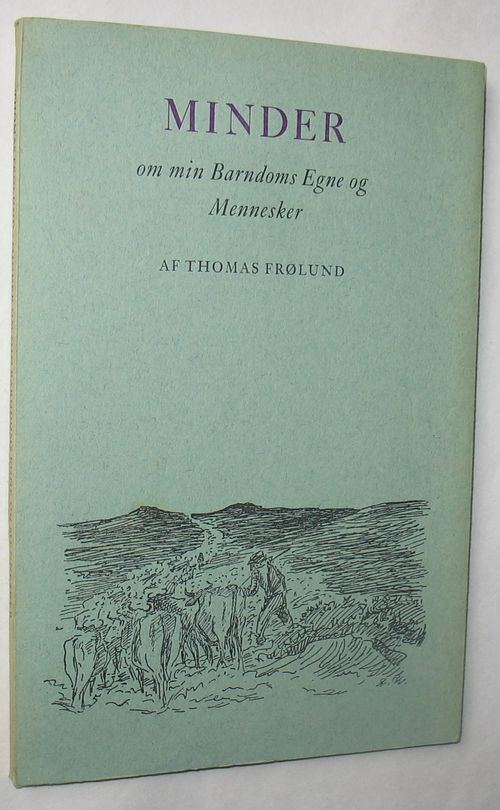 MINDER
om min Barndoms Egne og
Mennesker
AF THOMAS FRØLUND